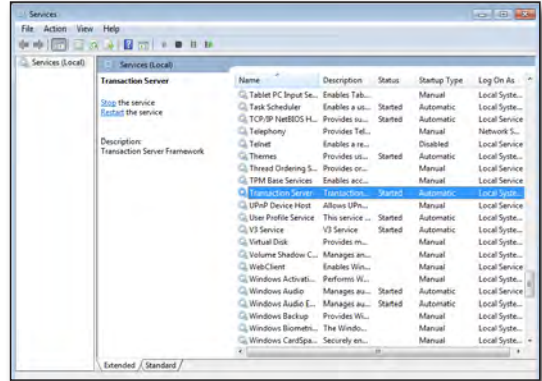 Services
File Action View Help
Services (Local)
Services (Local)
Transaction Server
Stop the service
Restart the service
Description:
Transaction Server Framework
Name Description Status Startup Type Log On As
Tablet PC Input Se... Enables Tab... Manual Local Syste...
Task Scheduler Enables a us... Started Automatic Local Syste...
TCP/IP NetBIOS H... Provides su... Started Automatic Local Service
Telephony Provides Tel... Manual Network S...
Telnet Enables a re... Disabled Local Service
Themes Provides us... Started Automatic Local Syste...
Thread Ordering S... Provides or... Manual Local Service
TPM Base Services Enables acc... Manual Local Service
Transaction Server Transaction... Started Automatic Local Syste...
UPnP Device Host Allows UPn... Manual Local Service
User Profile Service This service ... Started Automatic Local Syste...
V3 Service V3 Service Started Automatic Local Syste...
Virtual Disk Provides m... Manual Local Syste...
Volume Shadow C... Manages an... Manual Local Syste...
WebClient Enables Win... Manual Local Service
Windows Activati... Performs W... Manual Local Syste...
Windows Audio Manages au... Started Automatic Local Service
Windows Audio E... Manages au... Started Automatic Local Syste...
Windows Backup Provides Wi... Manual Local Syste...
Windows Biometri... The Windo... Manual Local Syste...
Windows CardSpa... Securely en... Manual Local Syste...
Extended Standard